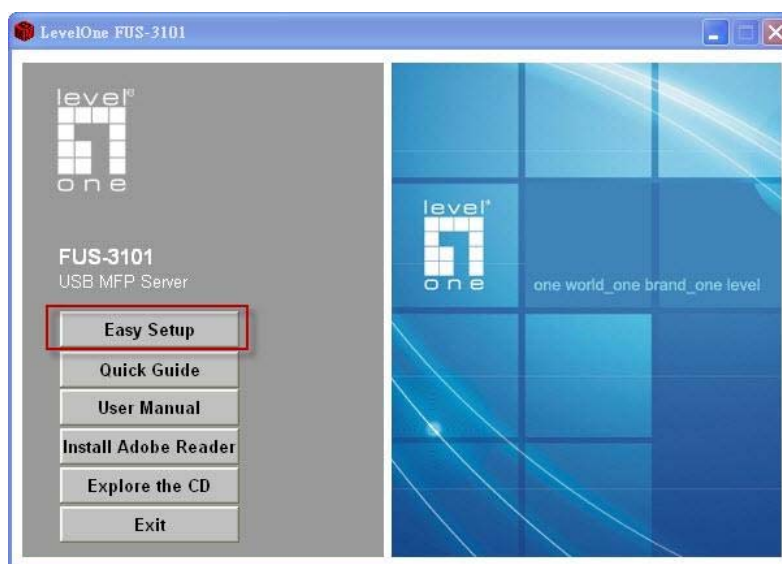 LevelOne FUS-3101
level®
one
FUS-3101
USB MFP Server
Easy Setup
Quick Guide
User Manual
Install Adobe Reader
Explore the CD
Exit
level®
one
one world_one brand_one level